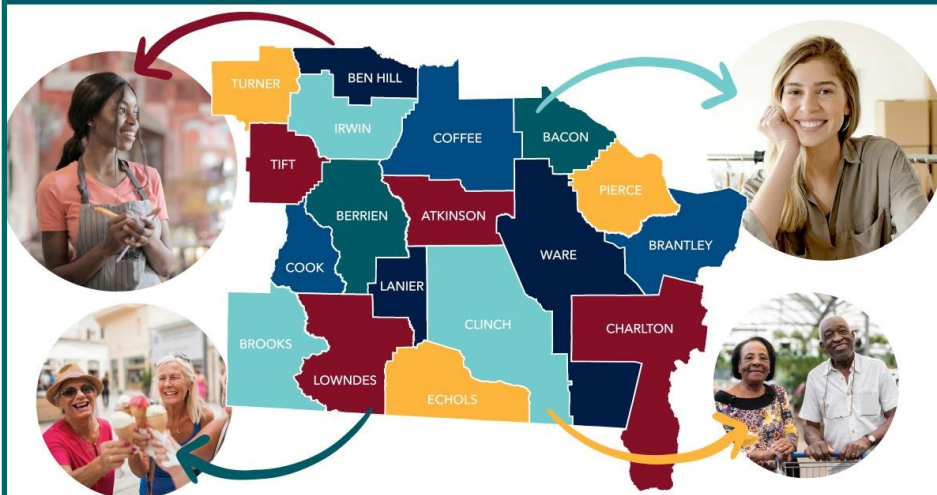 TURNER
BEN HILL
IRWIN
COFFEE
BACON
TIFT
PIERCE
BERRIEN
ATKINSON
BRANTLEY
COOK
WARE
LANIER
CLINCH
CHARLTON
BROOKS
LOWNDES
ECHOLS